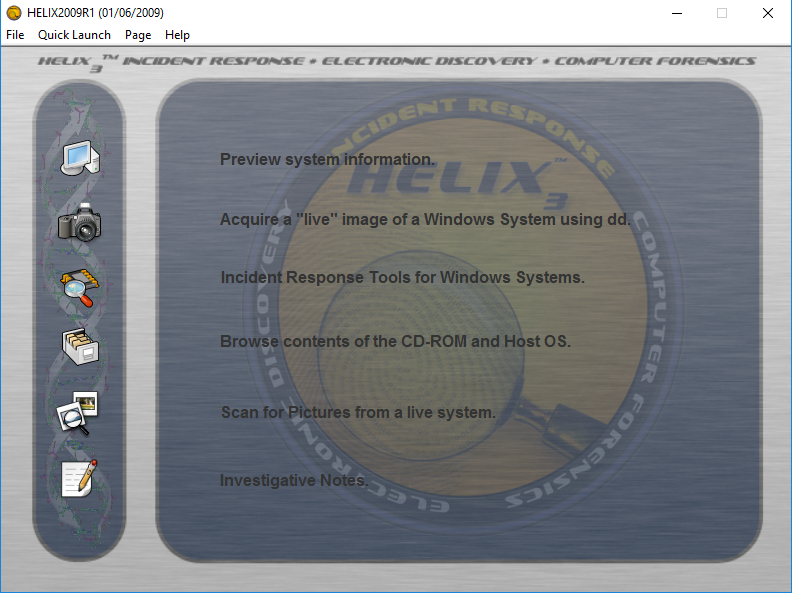 HELIX2009R1 (01/06/2009)
File Quick Launch Page Help
HELIX3™ INCIDENT RESPONSE • ELECTRONIC DISCOVERY • COMPUTER FORENSICS
INCIDENT RESPONSE
Preview system information.
HELIX3™
Acquire a "live" image of a Windows System using dd.
Incident Response Tools for Windows Systems.
Browse contents of the CD-ROM and Host OS.
Scan for Pictures from a live system.
Investigative Notes.
ELECTRONIC DISCOVERY
COMPUTER FORENSICS